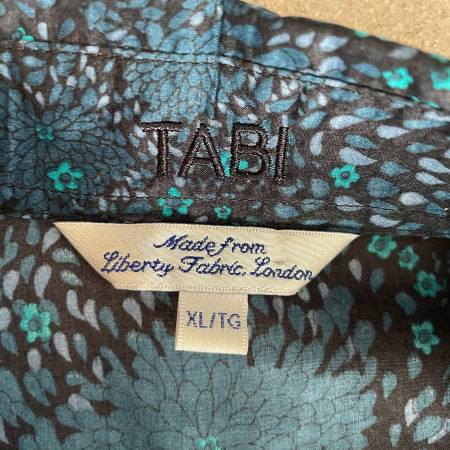 TABI
Made from
Liberty Fabric, London
XL/TG